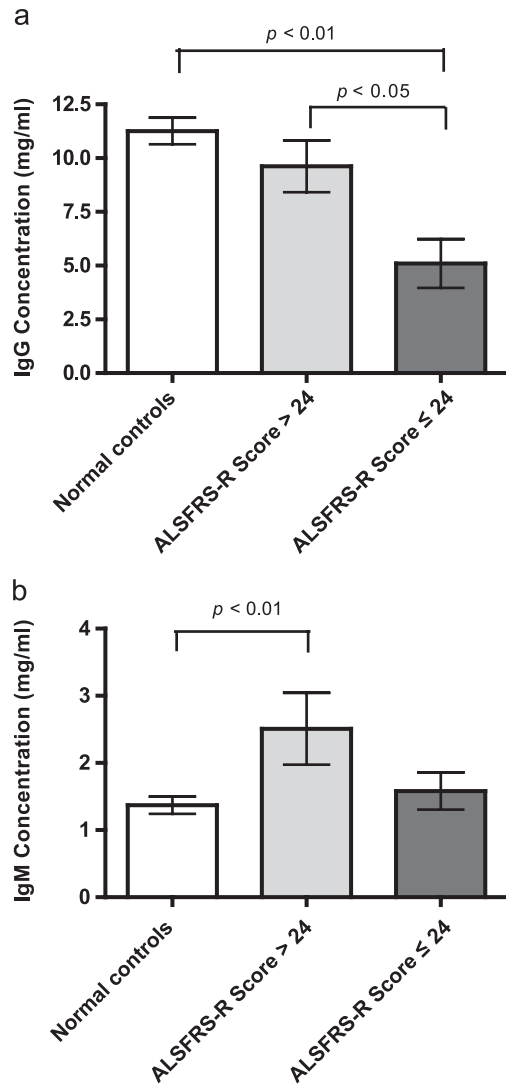 a
p < 0.01
p < 0.05
IgG Concentration (mg/ml)
12.5
10.0
7.5
5.0
2.5
0.0
Normal controls
ALSFRS-R Score > 24
ALSFRS-R Score ≤ 24
b
p < 0.01
IgM Concentration (mg/ml)
4
3
2
1
0
Normal controls
ALSFRS-R Score > 24
ALSFRS-R Score ≤ 24